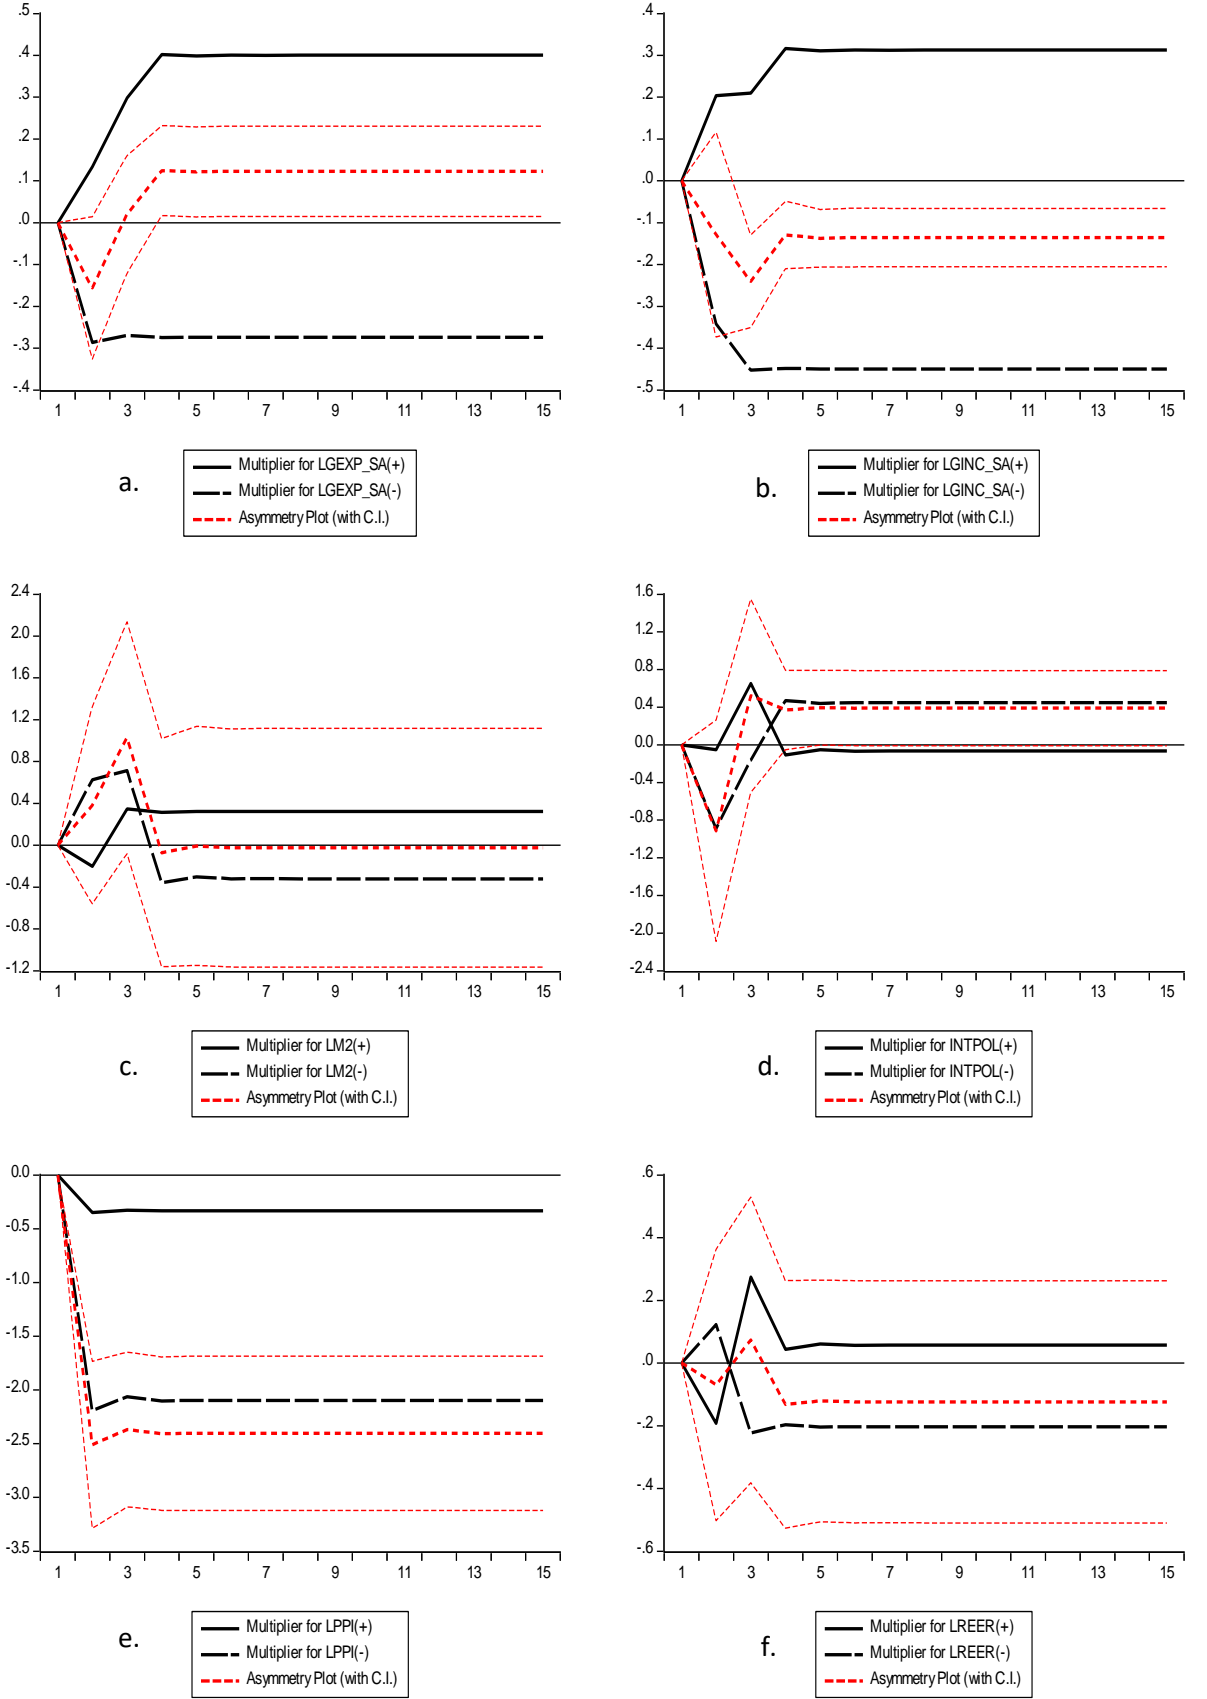 .5
.4
.3
.2
.1
.0
-.1
-.2
-.3
-.4
1 3 5 7 9 11 13 15
a.
Multiplier for LGEXP_SA(+)
Multiplier for LGEXP_SA(-)
Asymmetry Plot (with C.I.)
.4
.3
.2
.1
.0
-.1
-.2
-.3
-.4
-.5
1 3 5 7 9 11 13 15
b.
Multiplier for LGINC_SA(+)
Multiplier for LGINC_SA(-)
Asymmetry Plot (with C.I.)
2.4
2.0
1.6
1.2
0.8
0.4
0.0
-0.4
-0.8
-1.2
1 3 5 7 9 11 13 15
c.
Multiplier for LM2(+)
Multiplier for LM2(-)
Asymmetry Plot (with C.I.)
1.6
1.2
0.8
0.4
0.0
-0.4
-0.8
-1.2
-1.6
-2.0
-2.4
1 3 5 7 9 11 13 15
d.
Multiplier for INTPOL(+)
Multiplier for INTPOL(-)
Asymmetry Plot (with C.I.)
0.0
-0.5
-1.0
-1.5
-2.0
-2.5
-3.0
-3.5
1 3 5 7 9 11 13 15
e.
Multiplier for LPPI(+)
Multiplier for LPPI(-)
Asymmetry Plot (with C.I.)
.6
.4
.2
.0
-.2
-.4
-.6
1 3 5 7 9 11 13 15
f.
Multiplier for LREER(+)
Multiplier for LREER(-)
Asymmetry Plot (with C.I.)